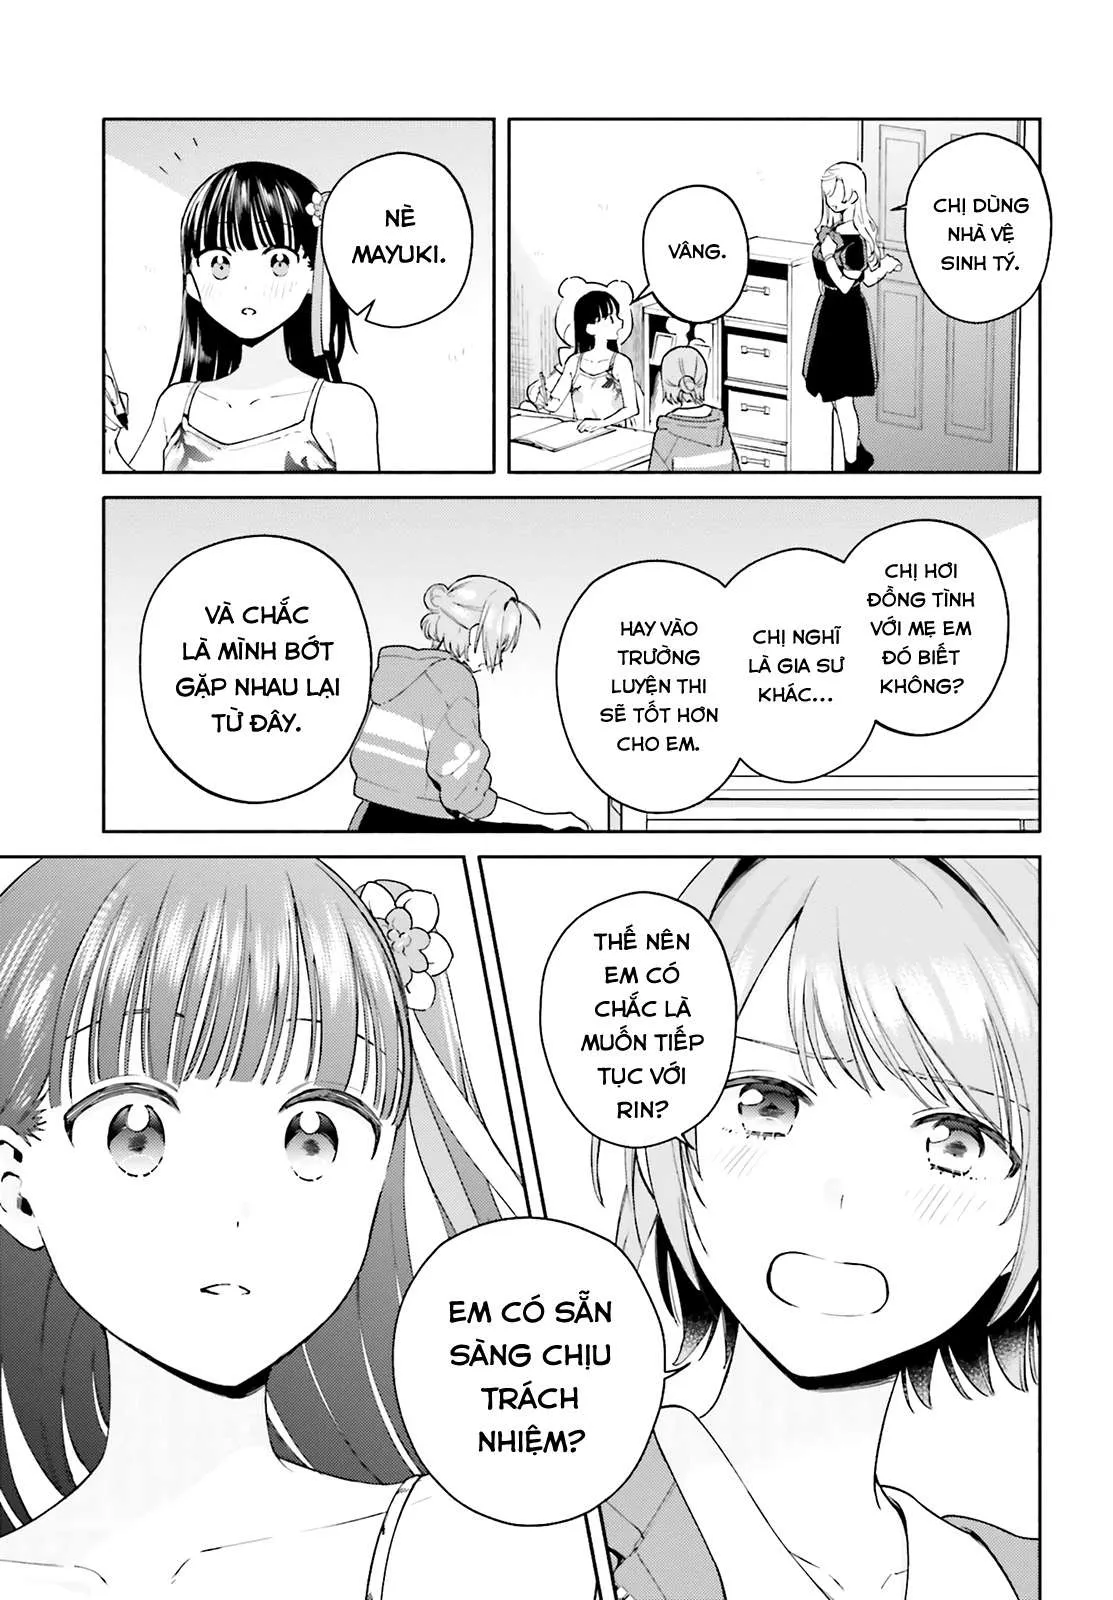 CHỊ DÙNG
NHÀ VỆ
SINH TÝ.
VÂNG.
NÈ
MAYUKI.
CHỊ HƠI
ĐỒNG TÌNH
VỚI MẸ EM
ĐÓ BIẾT
KHÔNG?
CHỊ NGHĨ
LÀ GIA SƯ
KHÁC...
HAY VÀO
TRƯỜNG
LUYỆN THI
SẼ TỐT HƠN
CHO EM.
VÀ CHẮC
LÀ MÌNH BỚT
GẶP NHAU LẠI
TỪ ĐÂY.
THẾ NÊN
EM CÓ
CHẮC LÀ
MUỐN TIẾP
TỤC VỚI
RIN?
EM CÓ SẴN
SÀNG CHỊU
TRÁCH
NHIỆM?